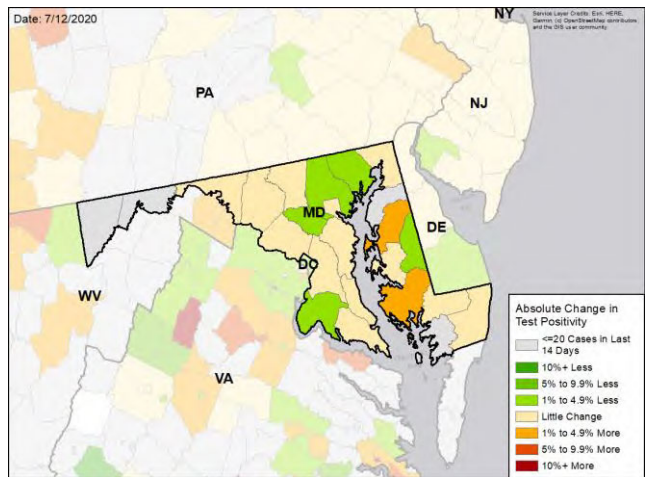 Date: 7/12/2020
NY
Service Layer Credits: Esri, HERE,
Garmin, (c) OpenStreetMap contributors,
and the GIS user community
PA
NJ
MD
DE
DC
WV
VA
Absolute Change in
Test Positivity
<=20 Cases in Last
14 Days
10%+ Less
5% to 9.9% Less
1% to 4.9% Less
Little Change
1% to 4.9% More
5% to 9.9% More
10%+ More